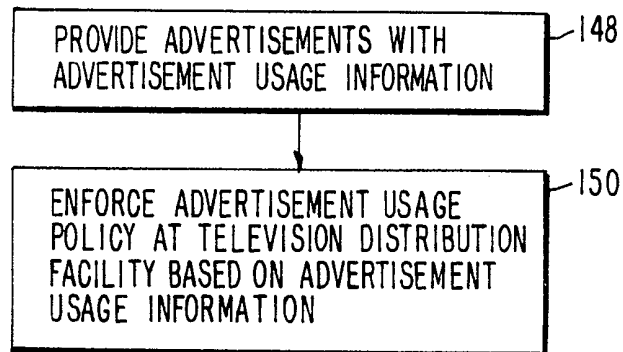 PROVIDE ADVERTISEMENTS WITH
ADVERTISEMENT USAGE INFORMATION
148
ENFORCE ADVERTISEMENT USAGE
POLICY AT TELEVISION DISTRIBUTION
FACILITY BASED ON ADVERTISEMENT
USAGE INFORMATION
150